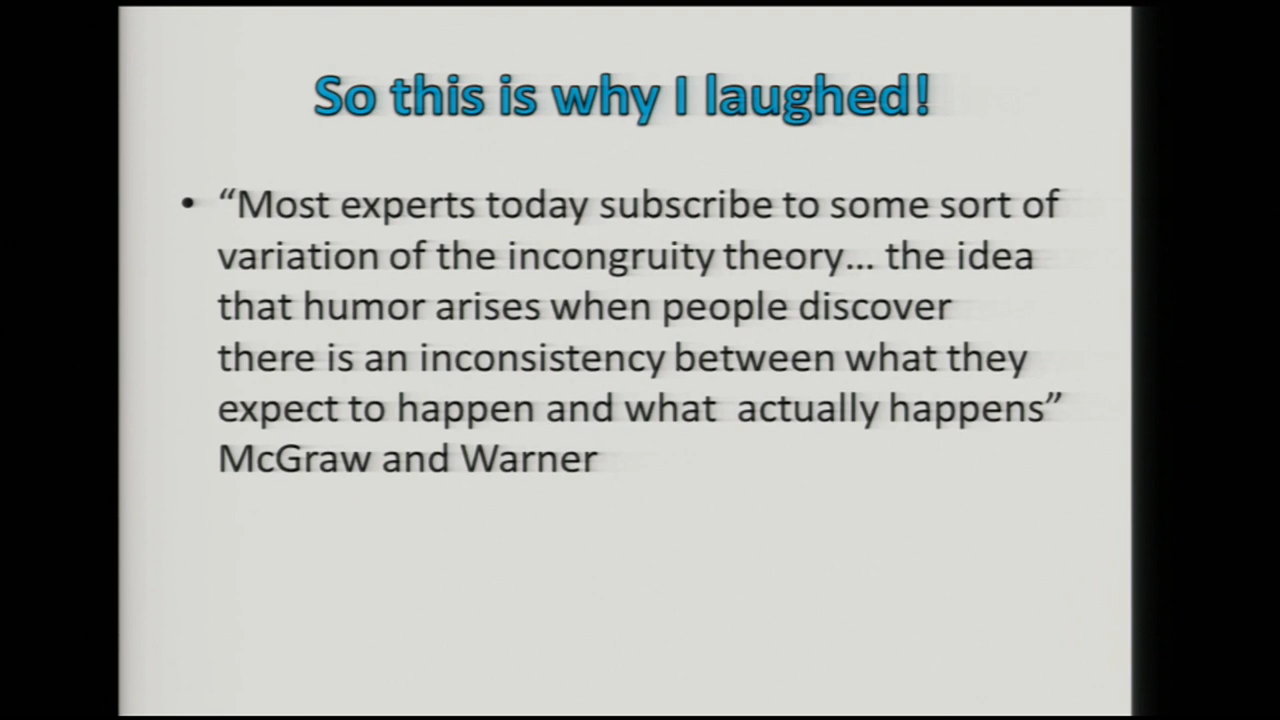 So this is why I laughed!
• “Most experts today subscribe to some sort of
variation of the incongruity theory... the idea
that humor arises when people discover
there is an inconsistency between what they
expect to happen and what  actually happens”
McGraw and Warner